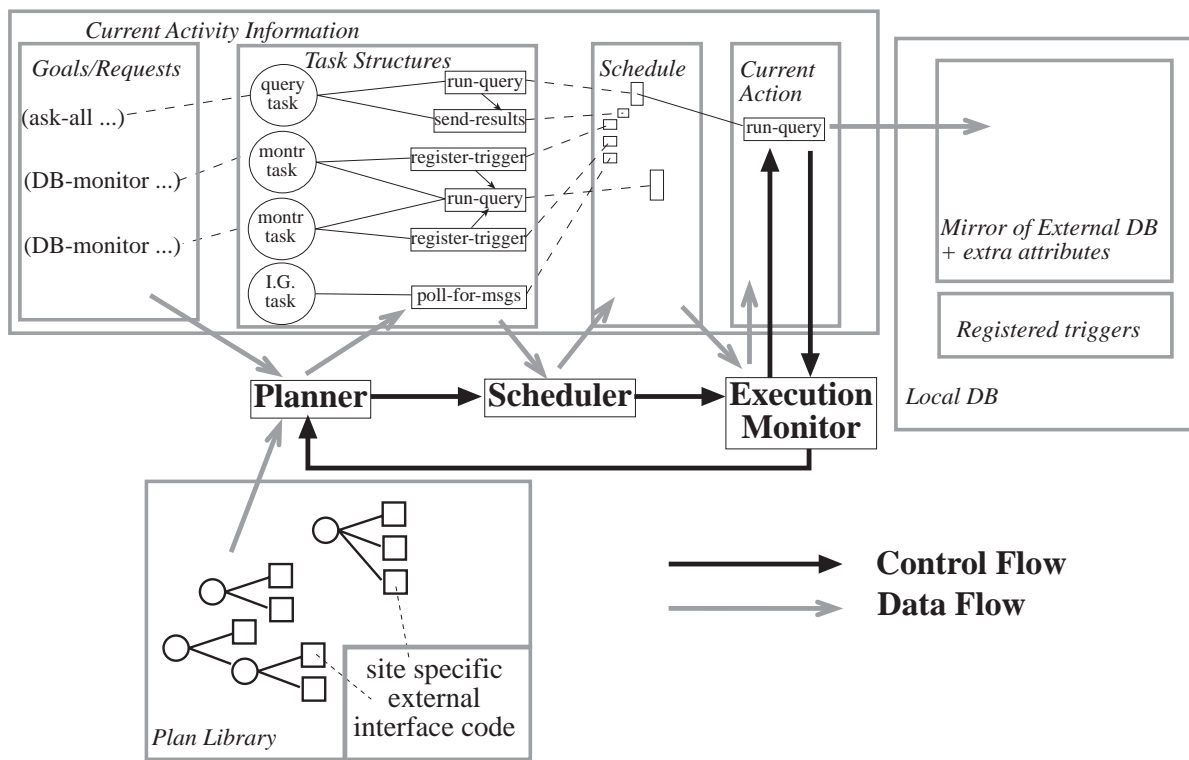 Current Activity Information
Goals/Requests
(ask-all ...)
(DB-monitor ...)
(DB-monitor ...)
Task Structures
query
task
montr
task
montr
task
I.G.
task
run-query
send-results
register-trigger
run-query
register-trigger
poll-for-msgs
Schedule
Current
Action
run-query
Mirror of External DB
+ extra attributes
Registered triggers
Local DB
Planner
Scheduler
Execution
Monitor
Control Flow
Data Flow
site specific
external
interface code
Plan Library